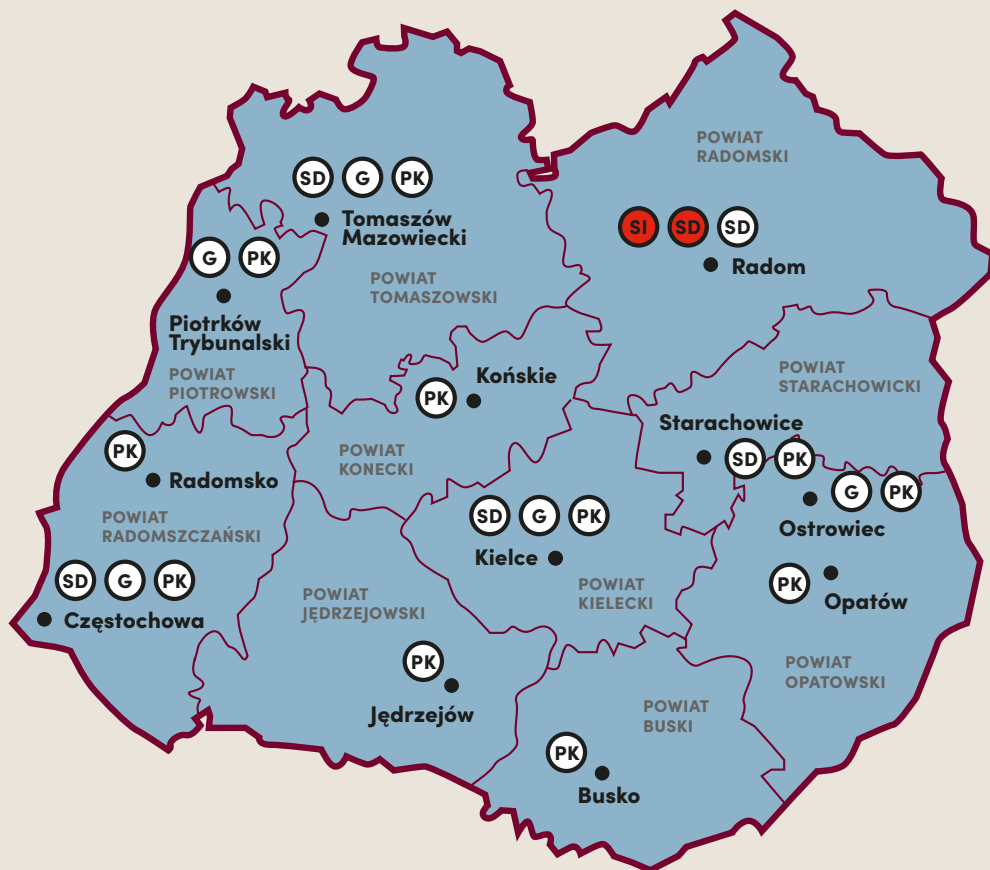 POWIAT
RADOMSKI
SD G PK
Tomaszów
Mazowiecki
SI SD SD
Radom
G PK
POWIAT
TOMASZOWSKI
Piotrków
Trybunalski
POWIAT
PIOTROWSKI
Końskie
PK
POWIAT
STARACHOWICKI
Starachowice
SD PK
PK
Radomsko
POWIAT
KONECKI
G PK
Ostrowiec
POWIAT
RADOMSZCZAŃSKI
SD G PK
Kielce
SD G PK
Częstochowa
POWIAT
JĘDRZEJOWSKI
POWIAT
KIELECKI
PK
Opatów
PK
Jędrzejów
POWIAT
OPATOWSKI
POWIAT
BUSKI
PK
Busko